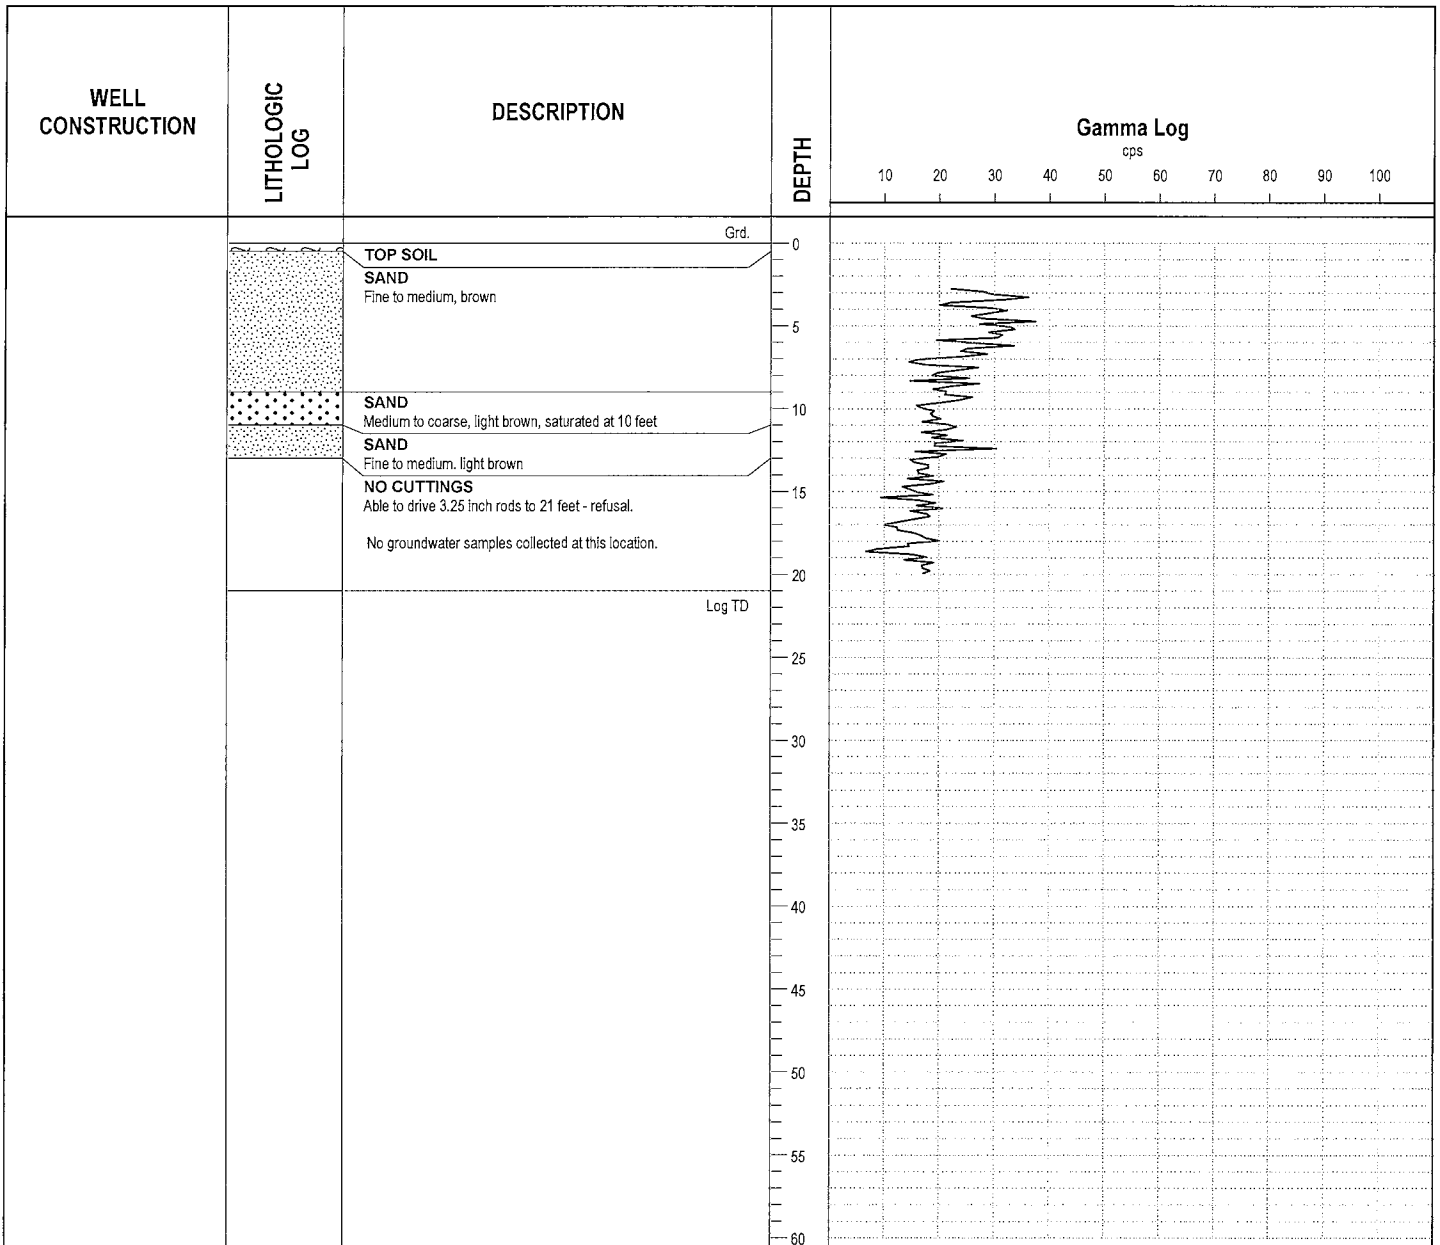 WELL
CONSTRUCTION
LITHOLOGIC
LOG
DESCRIPTION
DEPTH
Gamma Log
cps
10 20 30 40 50 60 70 80 90 100
Grd.
0
TOP SOIL
SAND
Fine to medium, brown
5
SAND
Medium to coarse, light brown, saturated at 10 feet
10
SAND
Fine to medium. light brown
NO CUTTINGS
Able to drive 3.25 inch rods to 21 feet - refusal.
15
No groundwater samples collected at this location.
20
Log TD
25
30
35
40
45
50
55
60